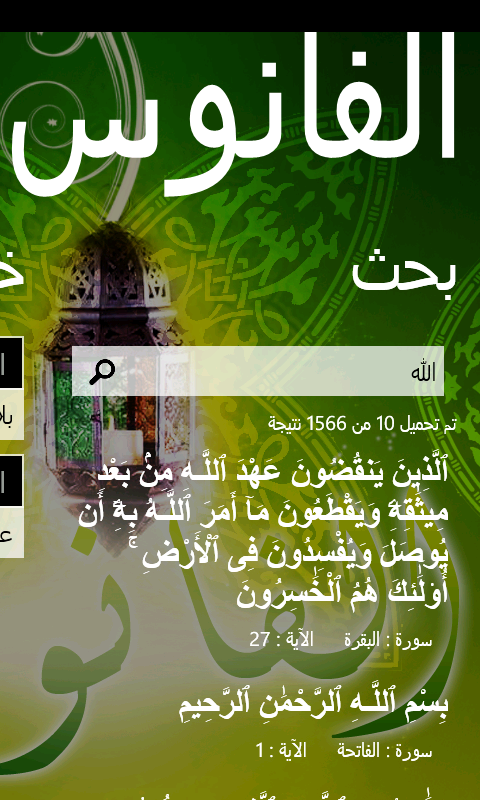 الفانوس
بحث
الله
تم تحميل 10 من 1566 نتيجة
ٱلَّذِينَ يَنقُضُونَ عَهْدَ ٱللَّـهِ مِنۢ بَعْدِ
مِيثَٰقِهِۦ وَيَقْطَعُونَ مَآ أَمَرَ ٱللَّـهُ بِهِۦٓ أَن
يُوصَلَ وَيُفْسِدُونَ فِى ٱلْأَرْضِ ۚ
أُو۟لَٰٓئِكَ هُمُ ٱلْخَٰسِرُونَ
سورة : البقرة الآية : 27
بِسْمِ ٱللَّـهِ ٱلرَّحْمَٰنِ ٱلرَّحِيمِ
سورة : الفاتحة الآية : 1